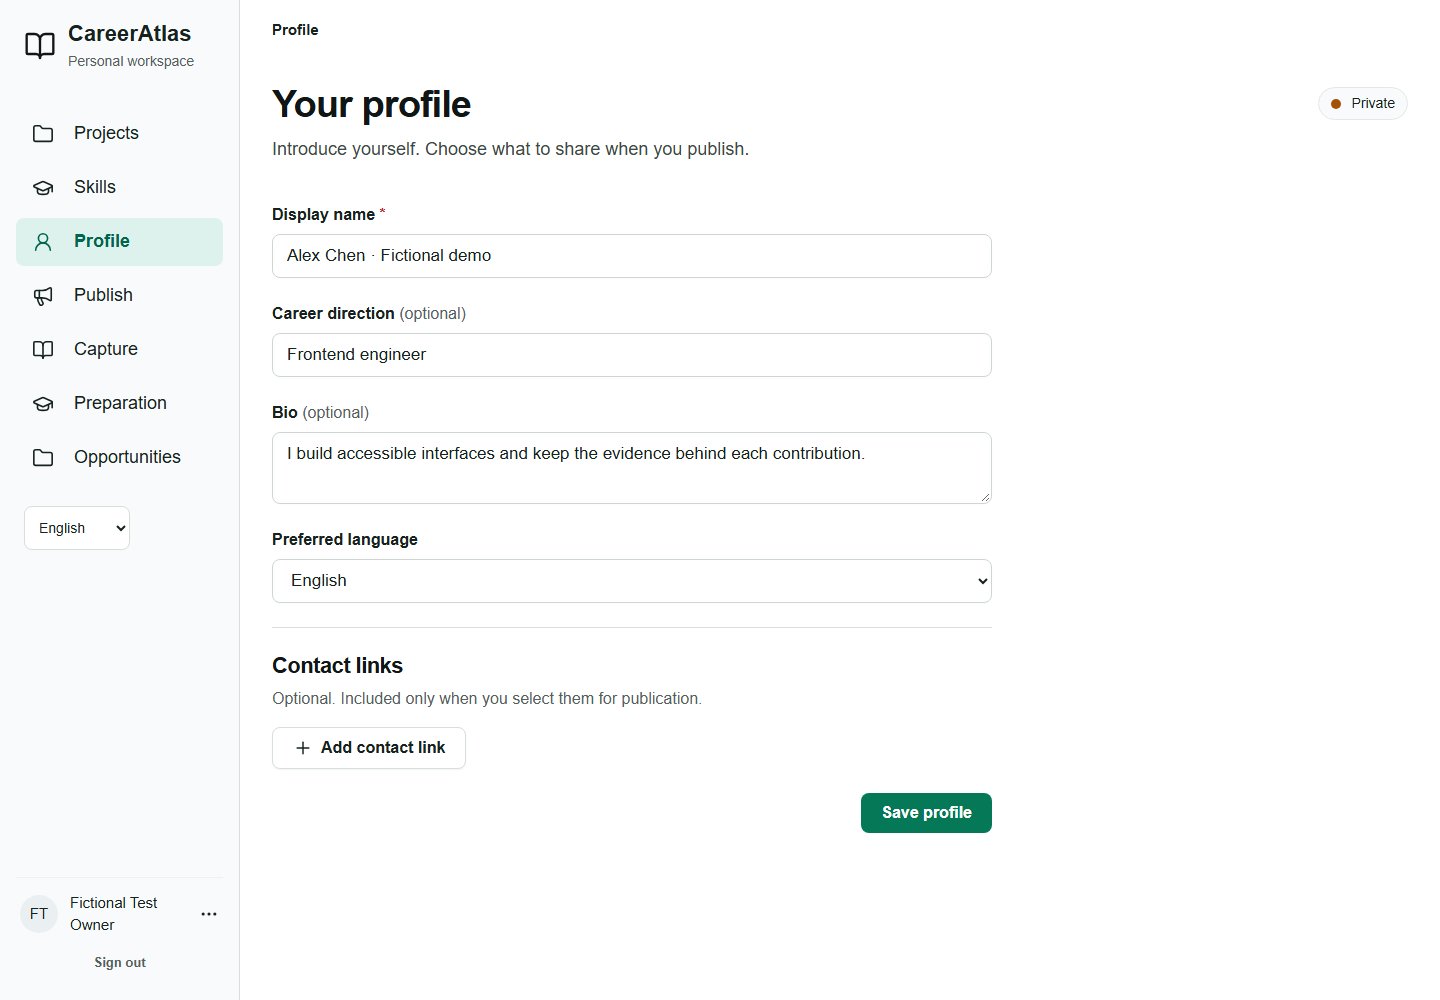 CareerAtlas
Personal workspace
Projects
Skills
Profile
Publish
Capture
Preparation
Opportunities
English
FT
Fictional Test
Owner
Sign out
Profile
Your profile
Private
Introduce yourself. Choose what to share when you publish.
Display name *
Alex Chen · Fictional demo
Career direction (optional)
Frontend engineer
Bio (optional)
I build accessible interfaces and keep the evidence behind each contribution.
Preferred language
English
Contact links
Optional. Included only when you select them for publication.
Add contact link
Save profile